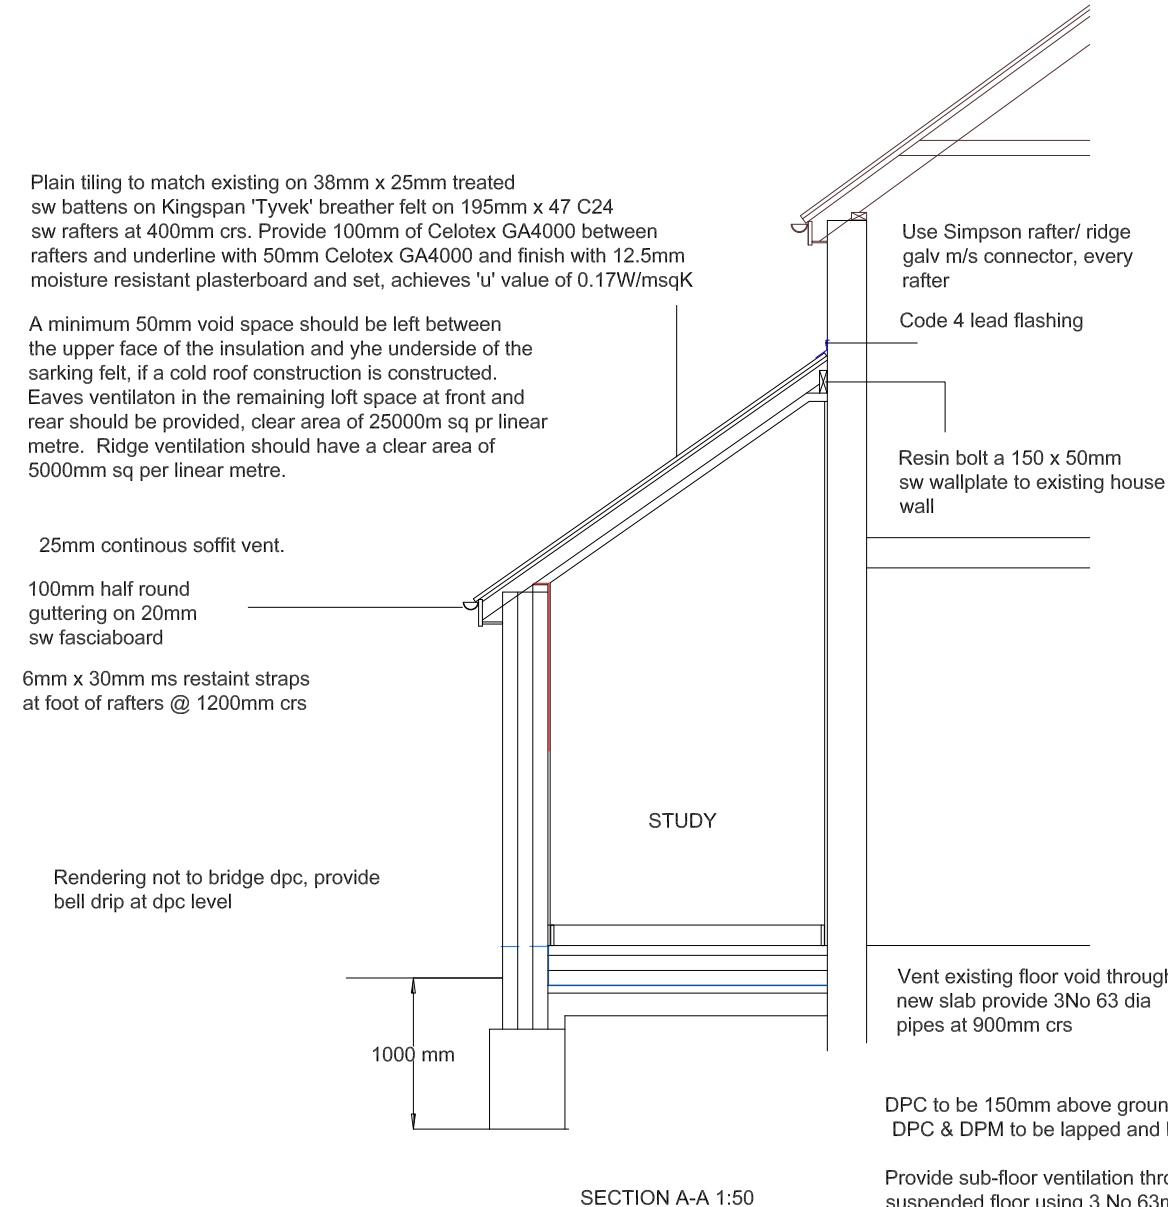 Plain tiling to match existing on 38mm x 25mm treated
sw battens on Kingspan 'Tyvek' breather felt on 195mm x 47 C24
sw rafters at 400mm crs. Provide 100mm of Celotex GA4000 between
rafters and underline with 50mm Celotex GA4000 and finish with 12.5mm
moisture resistant plasterboard and set, achieves 'u' value of 0.17W/msqK
A minimum 50mm void space should be left between
the upper face of the insulation and yhe underside of the
sarking felt, if a cold roof construction is constructed.
Eaves ventilaton in the remaining loft space at front and
rear should be provided, clear area of 25000m sq pr linear
metre. Ridge ventilation should have a clear area of
5000mm sq per linear metre.
25mm continous soffit vent.
100mm half round
guttering on 20mm
sw fasciaboard
6mm x 30mm ms restaint straps
at foot of rafters @ 1200mm crs
Rendering not to bridge dpc, provide
bell drip at dpc level
1000 mm
STUDY
SECTION A-A 1:50
Use Simpson rafter/ ridge
galv m/s connector, every
rafter
Code 4 lead flashing
Resin bolt a 150 x 50mm
sw wallplate to existing house
wall
Vent existing floor void through
new slab provide 3No 63 dia
pipes at 900mm crs
DPC to be 150mm above
DPC & DPM to be lapped and
Provide sub-floor ventilation
suspended floor using 3 No